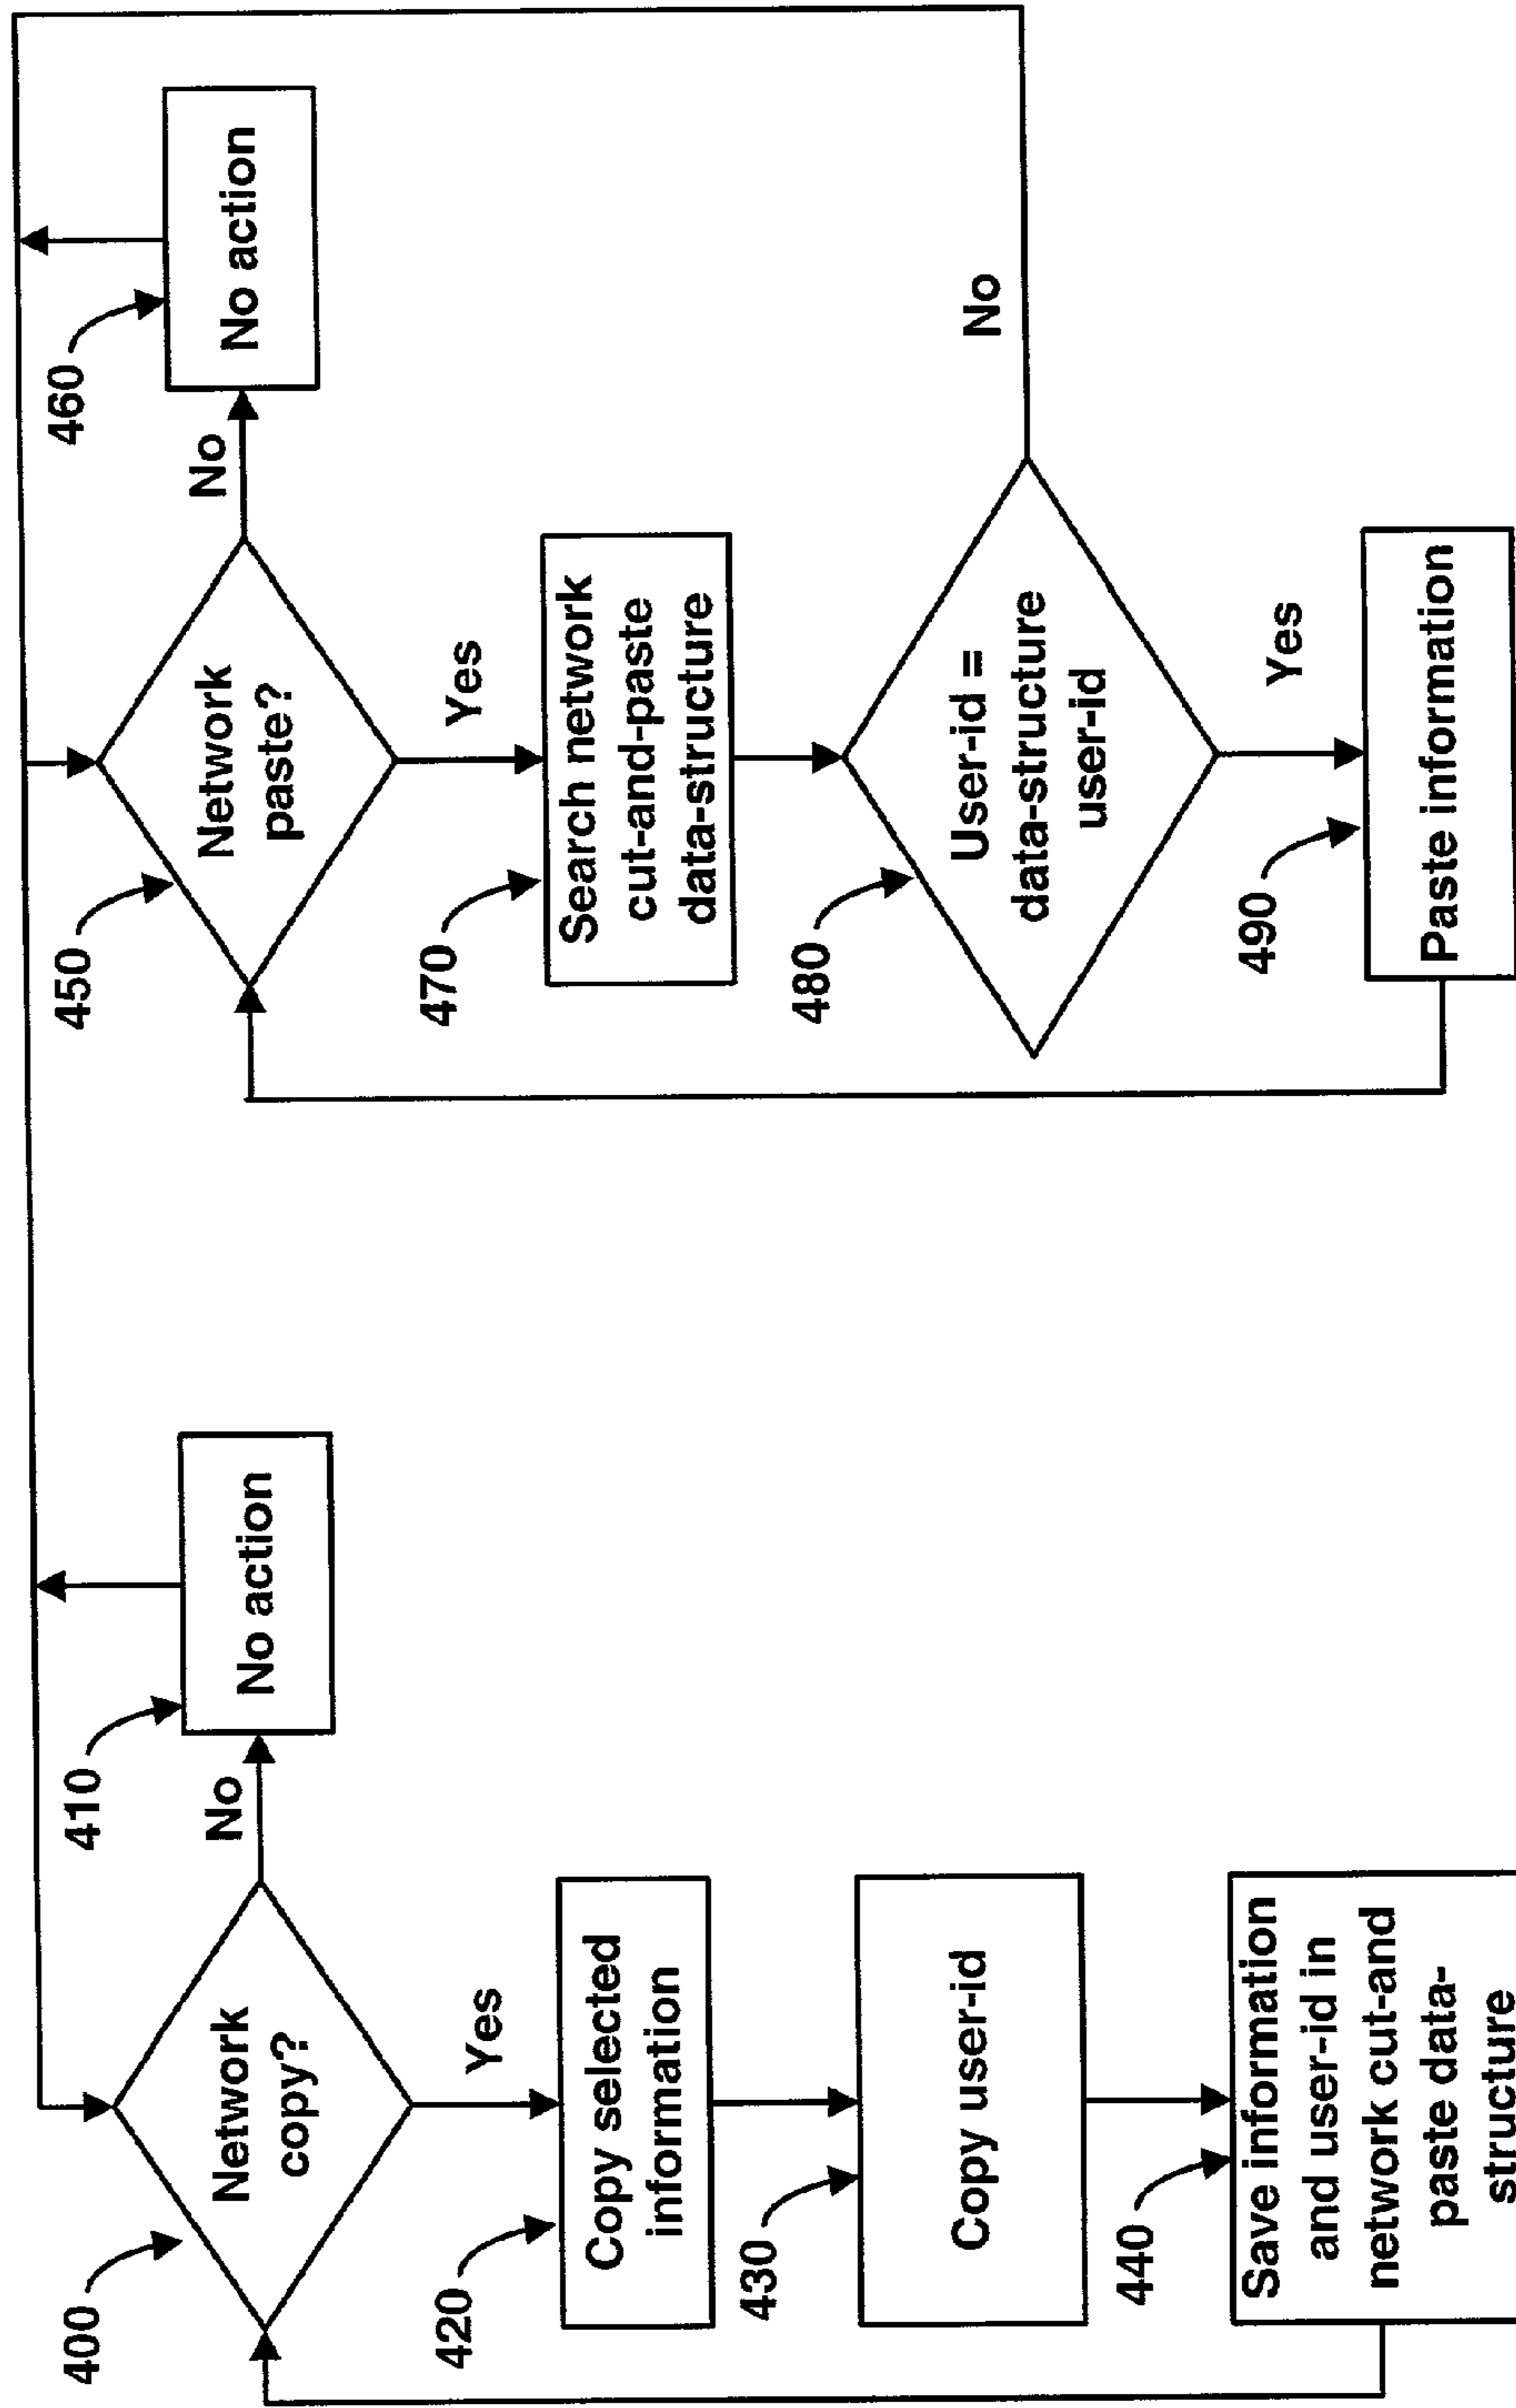 400
Network
copy?
No
410
No action
Yes
420
Copy selected
information
430
Copy user-id
440
Save information
and user-id in
network cut-and
paste data-
structure
450
Network
paste?
No
460
No action
Yes
470
Search network
cut-and-paste
data-structure
480
User-id =
data-structure
user-id
No
Yes
490
Paste information